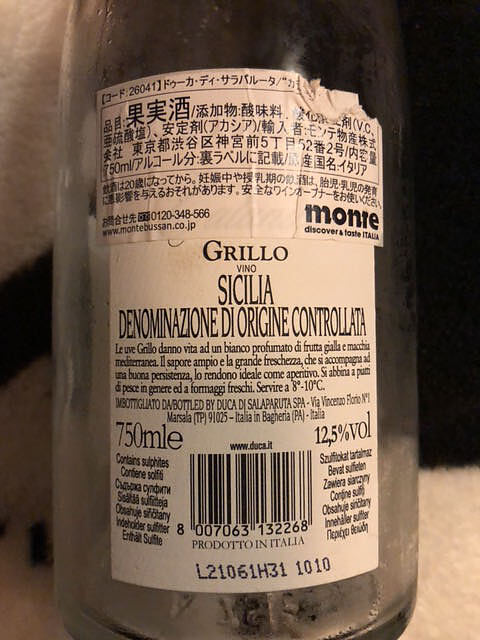 【コード：26041】ドゥーカ・ディ・サラパルータ/"カ
品目：果実酒/添加物：酸味料、
剤(V.C、
亜硫酸塩)、安定剤(アカシア)/輸入者：モンテ物産株式
会社 東京都渋谷区神宮前5丁目52番2号/内容量
750ml/アルコール分：裏ラベルに記載/原産国名：イタリア
飲酒は20歳になってから。妊娠中や授乳期の飲酒は、胎児・乳児の発育
に悪影響を与えるおそれがあります。安全なワインオープナーをお使いください。
お問合せ先 0120-348-566
www.montebussan.co.jp
monte
discover & taste ITALIA
GRILLO
VINO
SICILIA
DENOMINAZIONE DI ORIGINE CONTROLLATA
Le uve Grillo danno vita ad un bianco profumato di frutta gialla e macchia
mediterranea. Il sapore ampio e la grande freschezza, che si accompagna ad
una buona persistenza, lo rendono ideale come aperitivo. Si abbina a piatti
di pesce in genere ed a formaggi freschi. Servire a 8°-10°C.
IMBOTTIGLIATO DA/BOTTLED BY DUCA DI SALAPARUTA SPA - Via Vincenzo Florio N°1
Marsala (TP) 91025 – Italia in Bagheria (PA) - Italia
750mle
www.duca.it
12,5%vol
Contains sulphites
Contiene solfiti
Съдържа сулфити
Sisältää sulfiitteja
Obsahuje siričitany
Indeholder sulfitter
Enthält Sulfite
Szulfitokat tartalmaz
Bevat sulfieten
Zawiera siarczyny
Conține sulfiți
Obsahuje siřičitany
Innehåller sulfiter
Περιέχει θειώδη
8 007063 132268
PRODOTTO IN ITALIA
L21061H31 1010